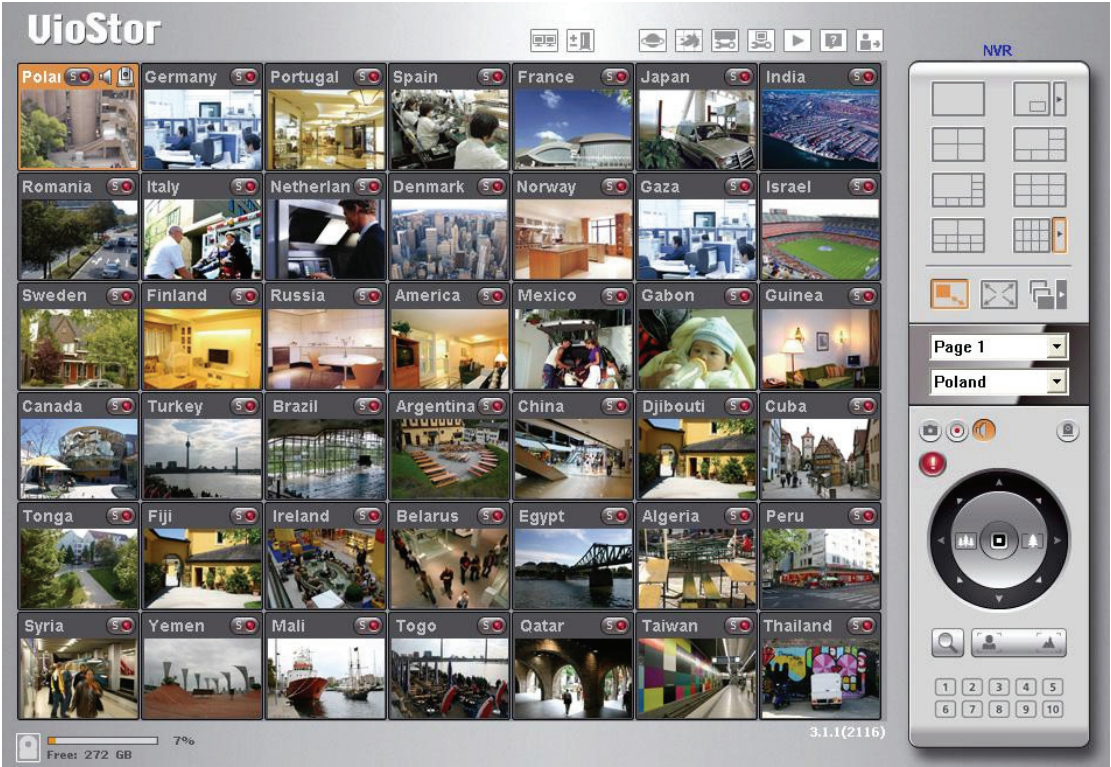 VioStor
NVR
Polar S
Germany S
Portugal S
Spain S
France S
Japan S
India S
Romania S
Italy S
Netherlan S
Denmark S
Norway S
Gaza S
Israel S
Sweden S
Finland S
Russia S
America S
Mexico S
Gabon S
Guinea S
Page 1
Poland
Canada S
Turkey S
Brazil S
Argentina S
China S
Djibouti S
Cuba S
Tonga S
Fiji S
Ireland S
Belarus S
Egypt S
Algeria S
Peru S
Syria S
Yemen S
Mali S
Togo S
Qatar S
Taiwan S
Thailand S
1 2 3 4 5
6 7 8 9 10
3.1.1(2116)
7%
Free: 272 GB